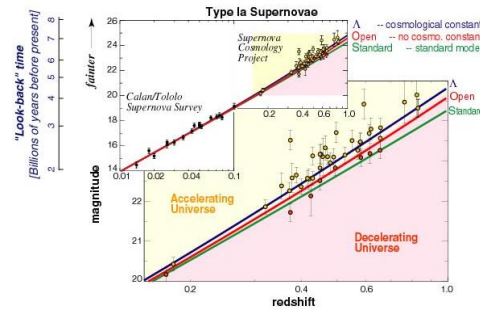 Type Ia Supernovae
Λ -- cosmological constant
Open -- no cosmo. constant
Standard -- standard model
"Look-back" time
[Billions of years before present]
8
7
6
5
4
3
2
fainter
26
24
22
20
18
16
14
Supernova
Cosmology
Project
Calan/Tololo
Supernova Survey
0.2 0.4 0.6 1.0
0.01 0.02 0.04 0.1
Λ
Open
Standard
magnitude
22
21
20
Accelerating
Universe
Decelerating
Universe
0.2 0.4 0.6 1.0
redshift